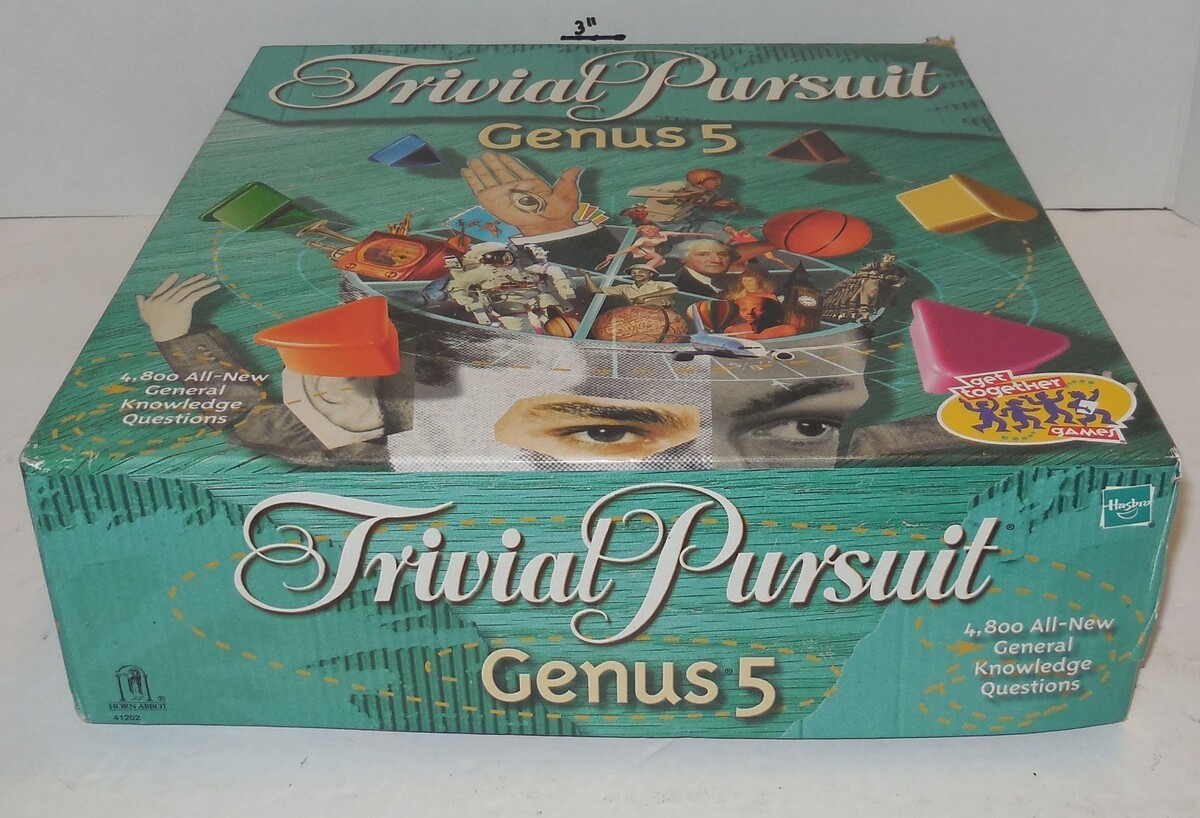 3"
Trivial Pursuit
Genus 5
4,800 All-New
General
Knowledge
Questions
get
together
games
Trivial Pursuit®
Genus® 5
Hasbro
4,800 All-New
General
Knowledge
Questions
HORN ABBOT ®
41202